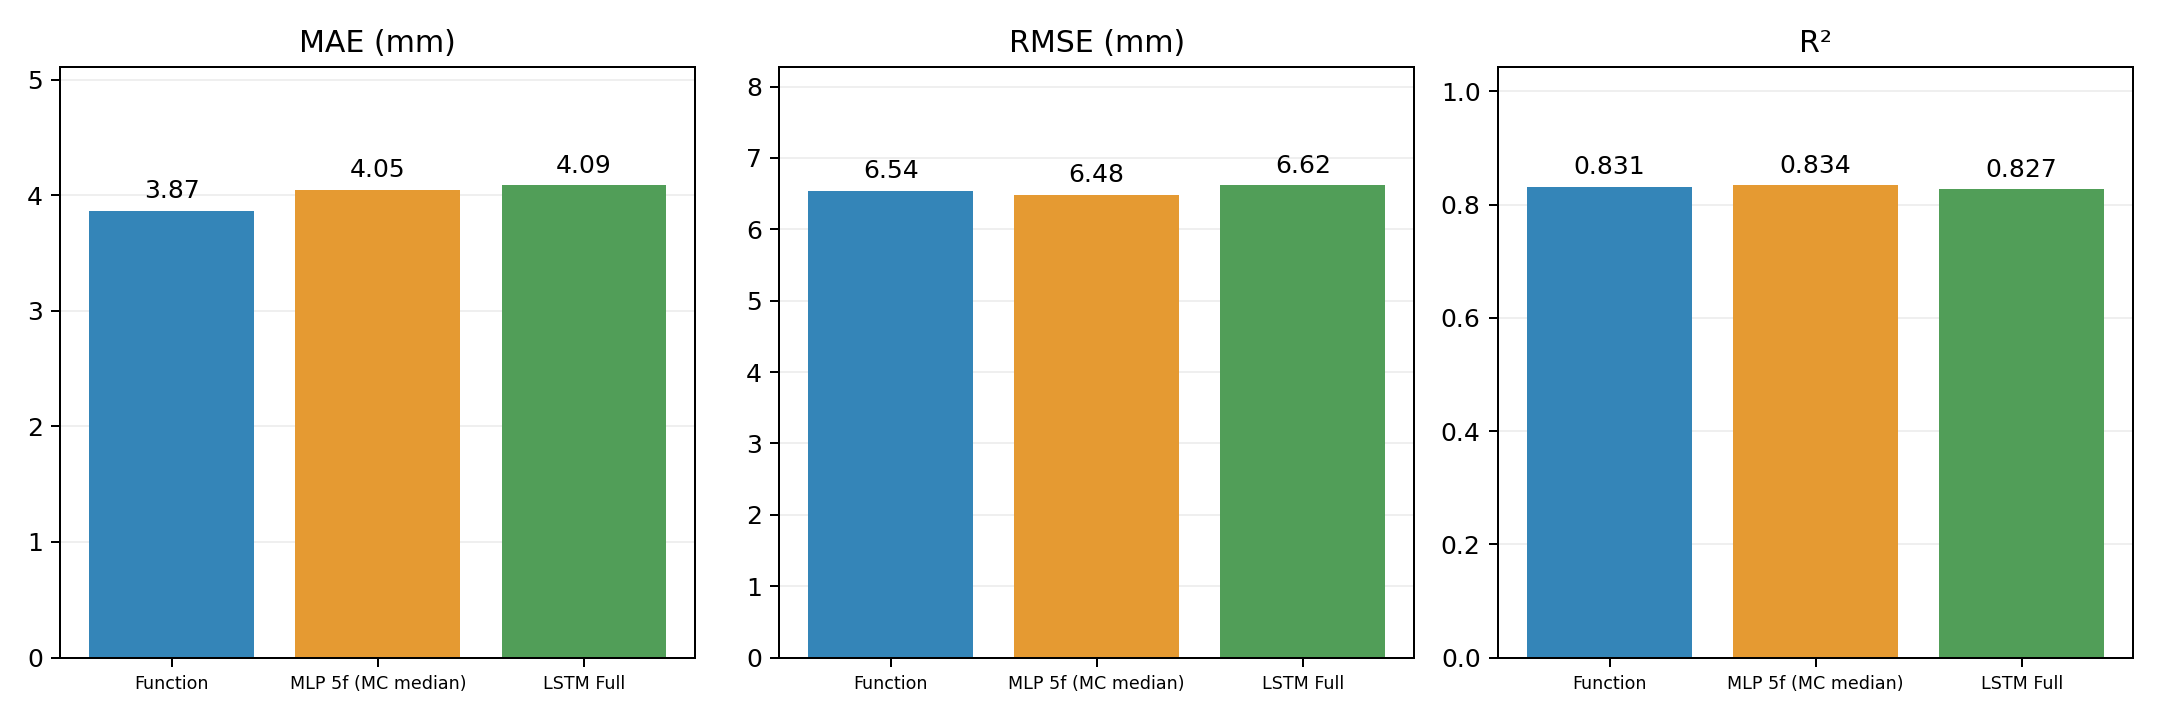 MAE (mm)
5
4
3
2
1
0
3.87
4.05
4.09
Function
MLP 5f (MC median)
LSTM Full
RMSE (mm)
8
7
6
5
4
3
2
1
0
6.54
6.48
6.62
Function
MLP 5f (MC median)
LSTM Full
R²
1.0
0.8
0.6
0.4
0.2
0.0
0.831
0.834
0.827
Function
MLP 5f (MC median)
LSTM Full